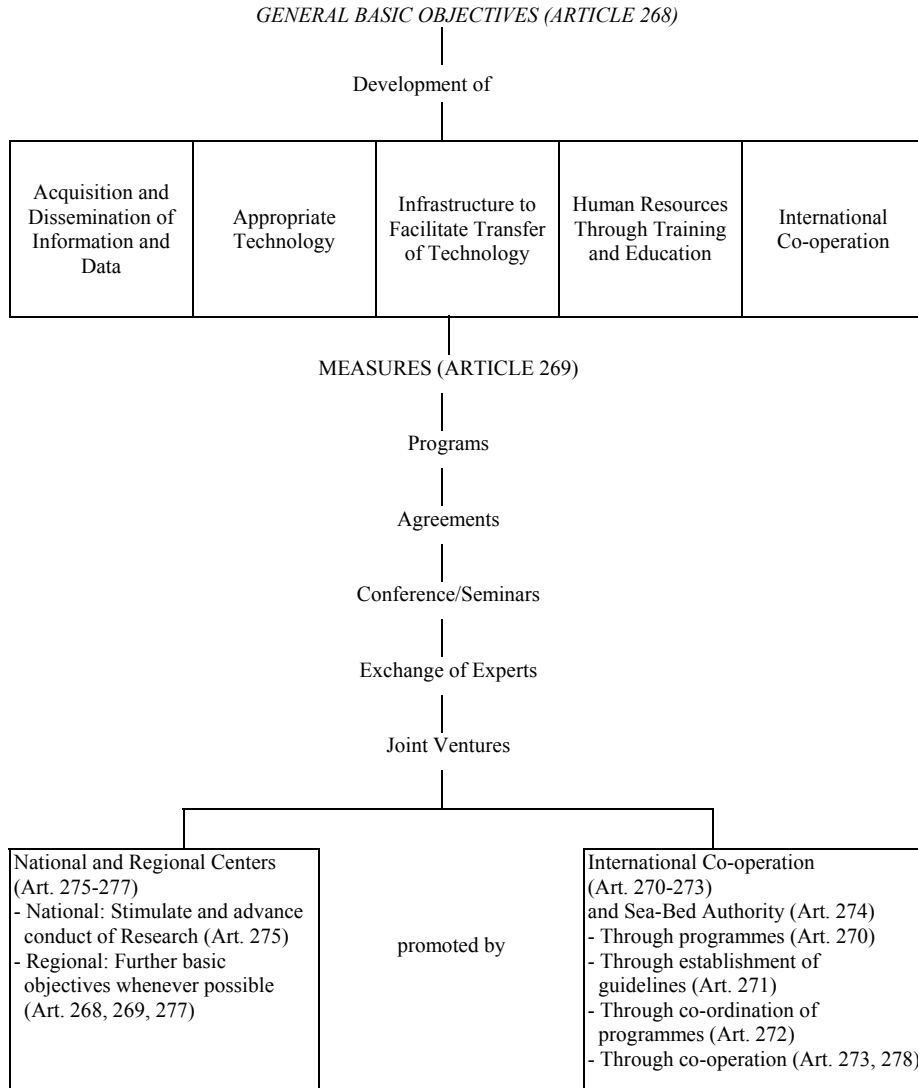 GENERAL BASIC OBJECTIVES (ARTICLE 268)
Development of
Acquisition and
Dissemination of
Information and
Data
Appropriate
Technology
Infrastructure to
Facilitate Transfer
of Technology
Human Resources
Through Training
and Education
International
Co-operation
MEASURES (ARTICLE 269)
Programs
Agreements
Conference/Seminars
Exchange of Experts
Joint Ventures
National and Regional Centers
(Art. 275-277)
- National: Stimulate and advance
conduct of Research (Art. 275)
- Regional: Further basic
objectives whenever possible
(Art. 268, 269, 277)
promoted by
International Co-operation
(Art. 270-273)
and Sea-Bed Authority (Art. 274)
- Through programmes (Art. 270)
- Through establishment of
guidelines (Art. 271)
- Through co-ordination of
programmes (Art. 272)
- Through co-operation (Art. 273, 278)